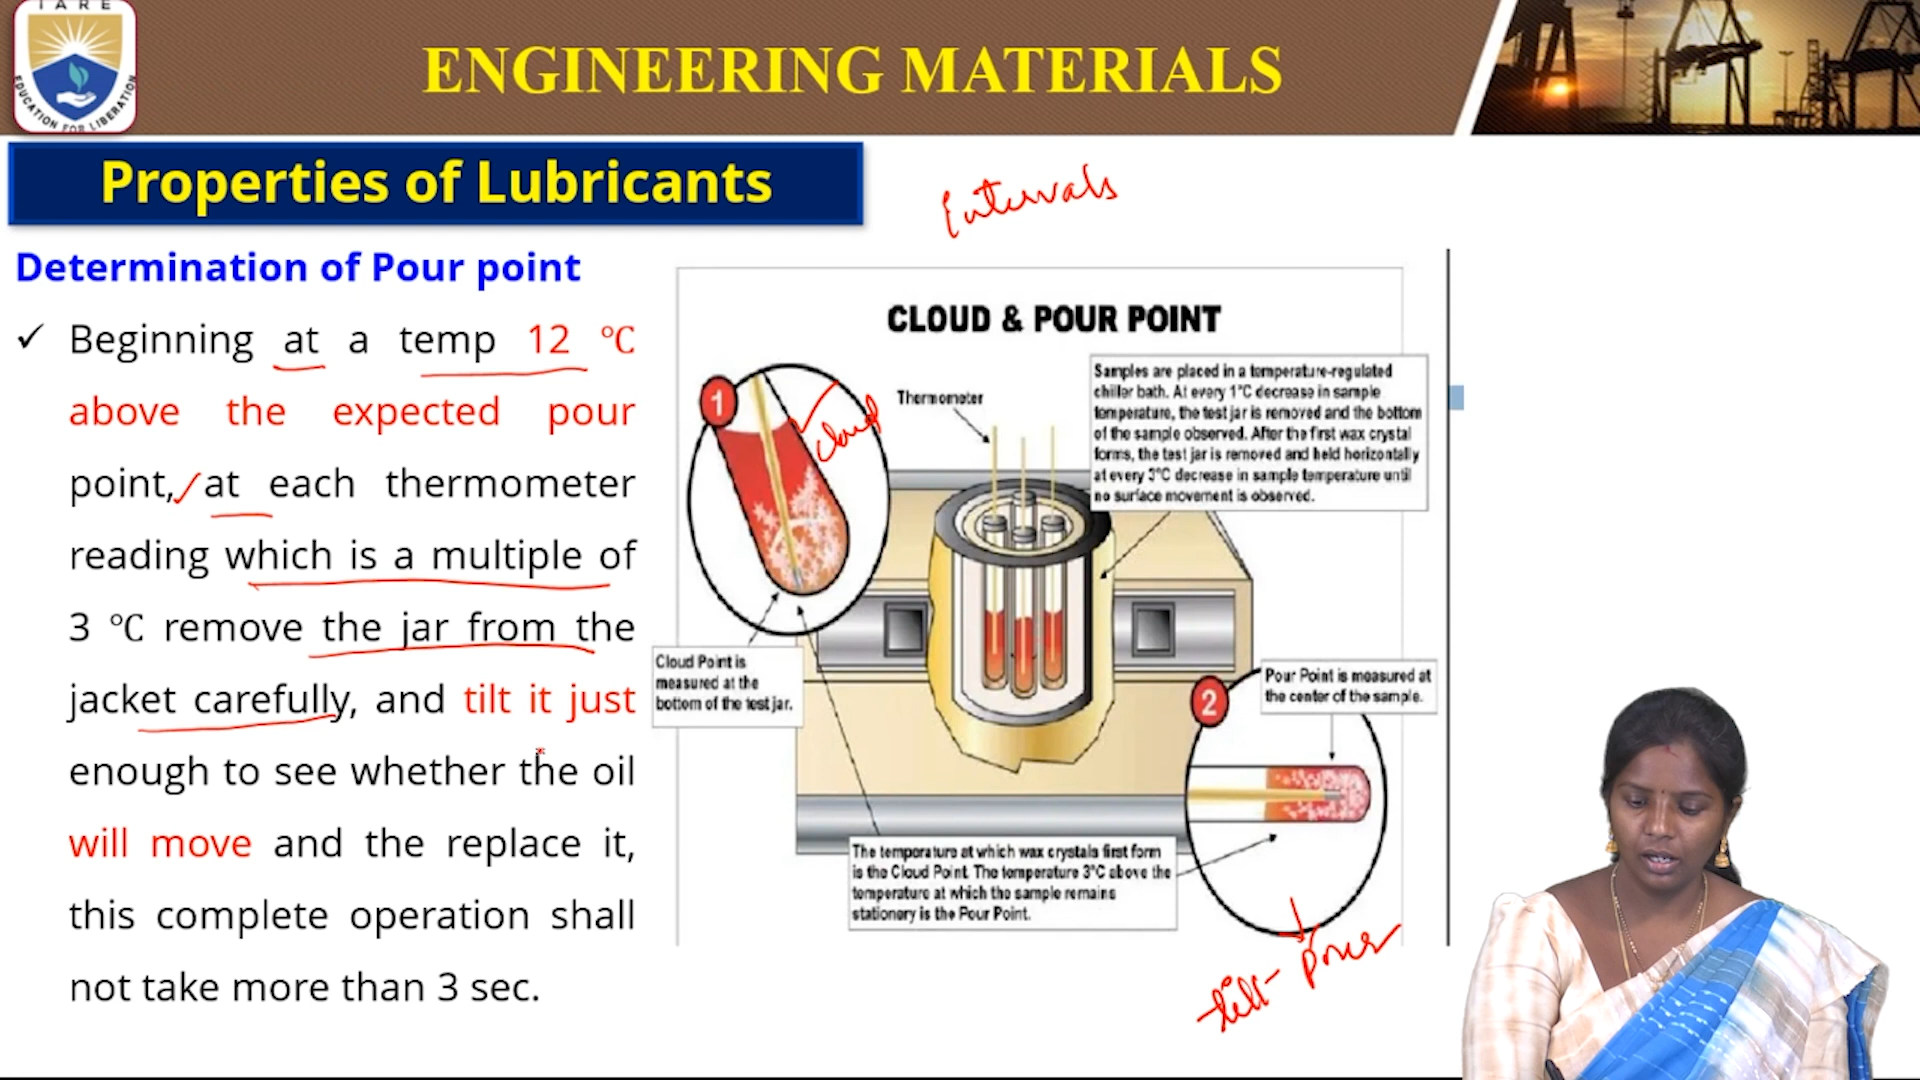 IARE
EDUCATION FOR LIBERATION
ENGINEERING MATERIALS
Properties of Lubricants
Intervals
Determination of Pour point
✓ Beginning at a temp 12 °C
above the expected pour
point, at each thermometer
reading which is a multiple of
3 °C remove the jar from the
jacket carefully, and tilt it just
enough to see whether the oil
will move and the replace it,
this complete operation shall
not take more than 3 sec.
CLOUD & POUR POINT
1
cloud
Thermometer
Samples are placed in a temperature-regulated
chiller bath. At every 1°C decrease in sample
temperature, the test jar is removed and the bottom
of the sample observed. After the first wax crystal
forms, the test jar is removed and held horizontally
at every 3°C decrease in sample temperature until
no surface movement is observed.
Cloud Point is
measured at the
bottom of the test jar.
2
Pour Point is measured at
the center of the sample.
The temperature at which wax crystals first form
is the Cloud Point. The temperature 3°C above the
temperature at which the sample remains
stationery is the Pour Point.
tilt - Pour